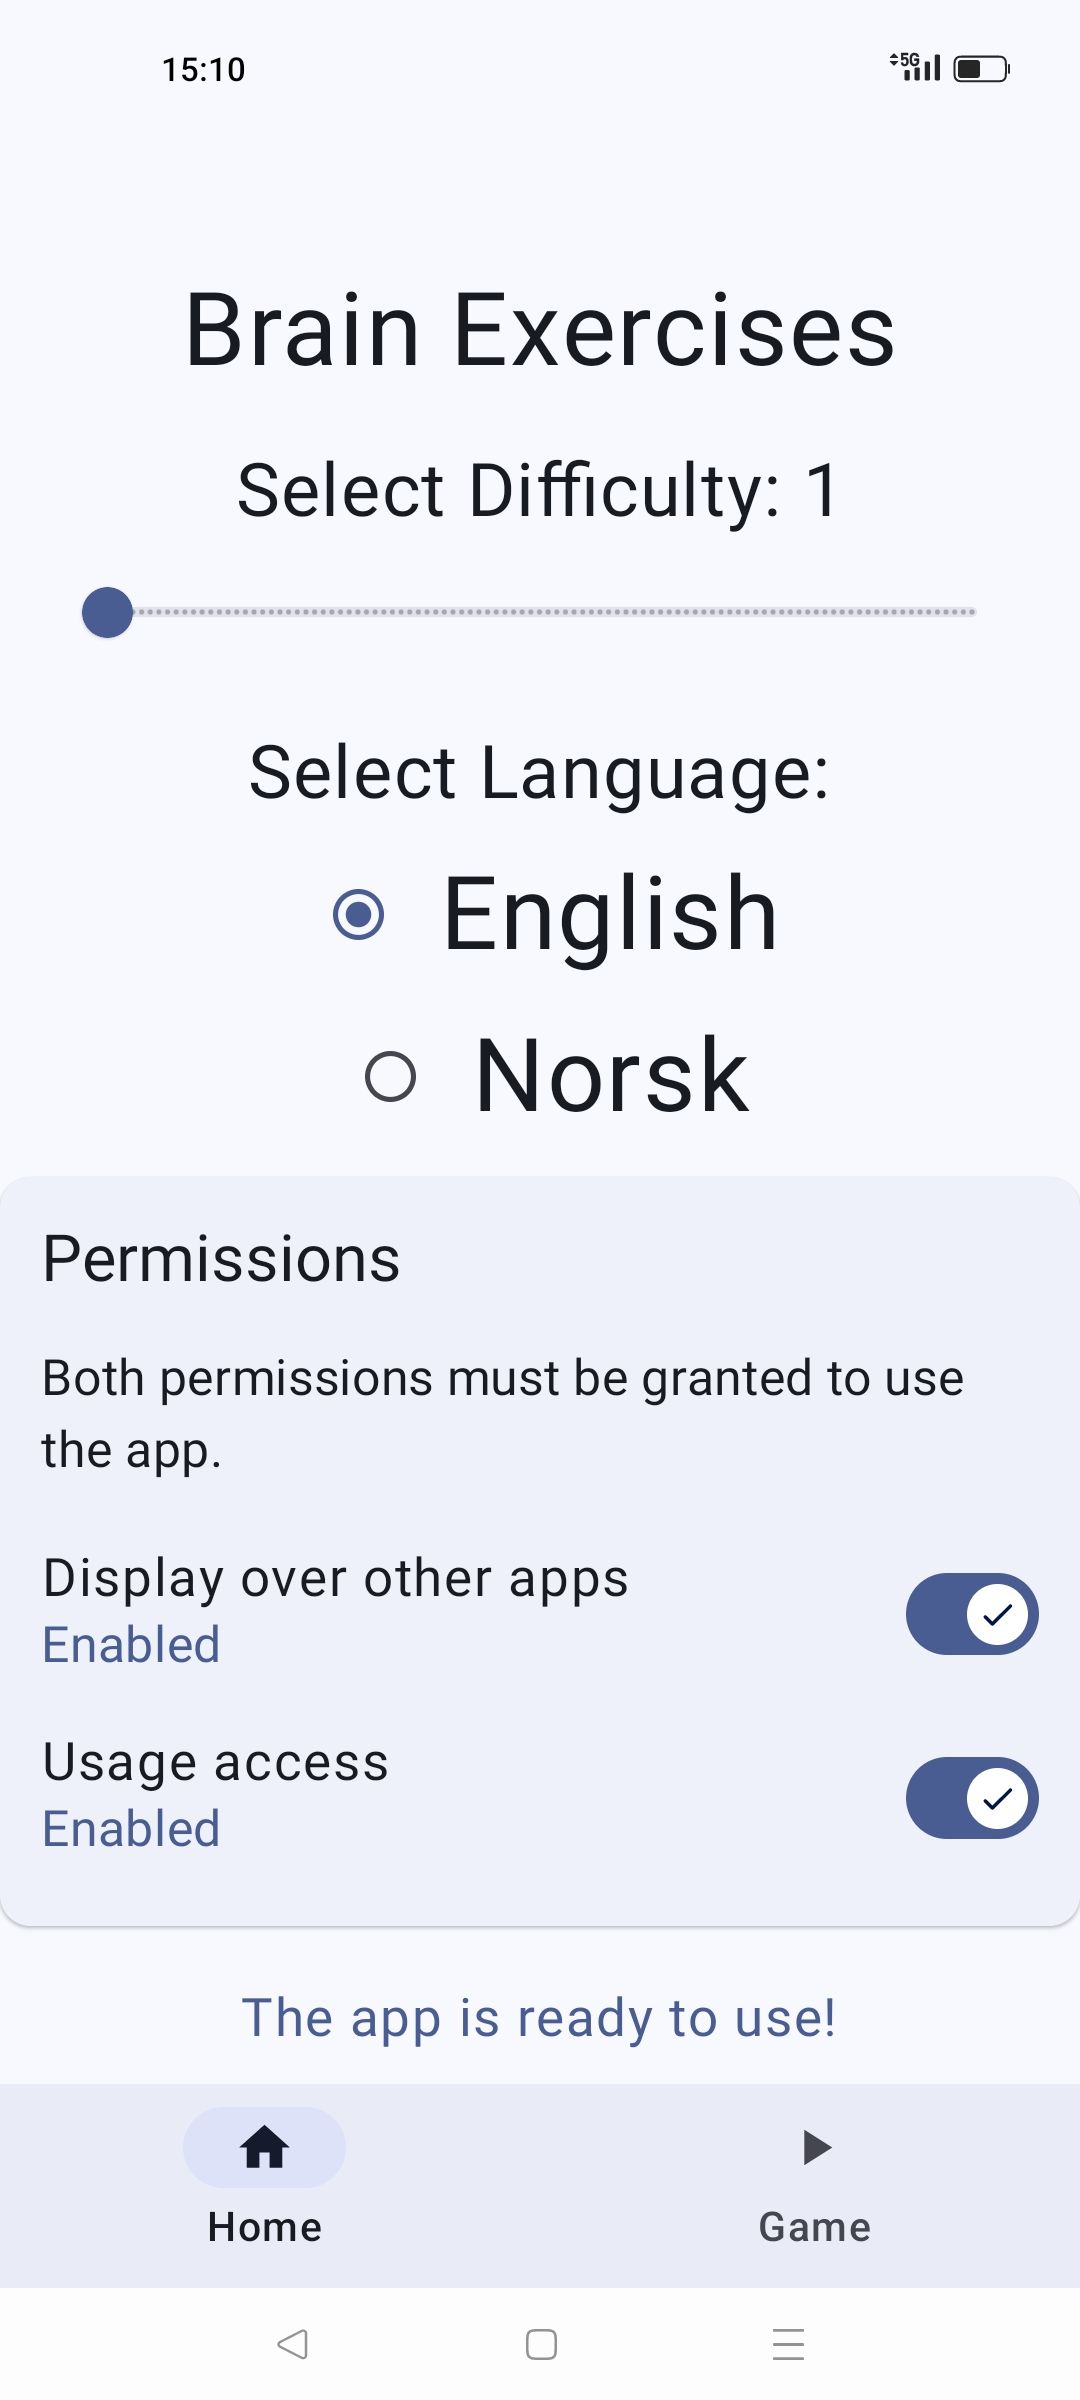 15:10
5G
Brain Exercises
Select Difficulty: 1
Select Language:
English
Norsk
Permissions
Both permissions must be granted to use
the app.
Display over other apps
Enabled
Usage access
Enabled
The app is ready to use!
Home
Game